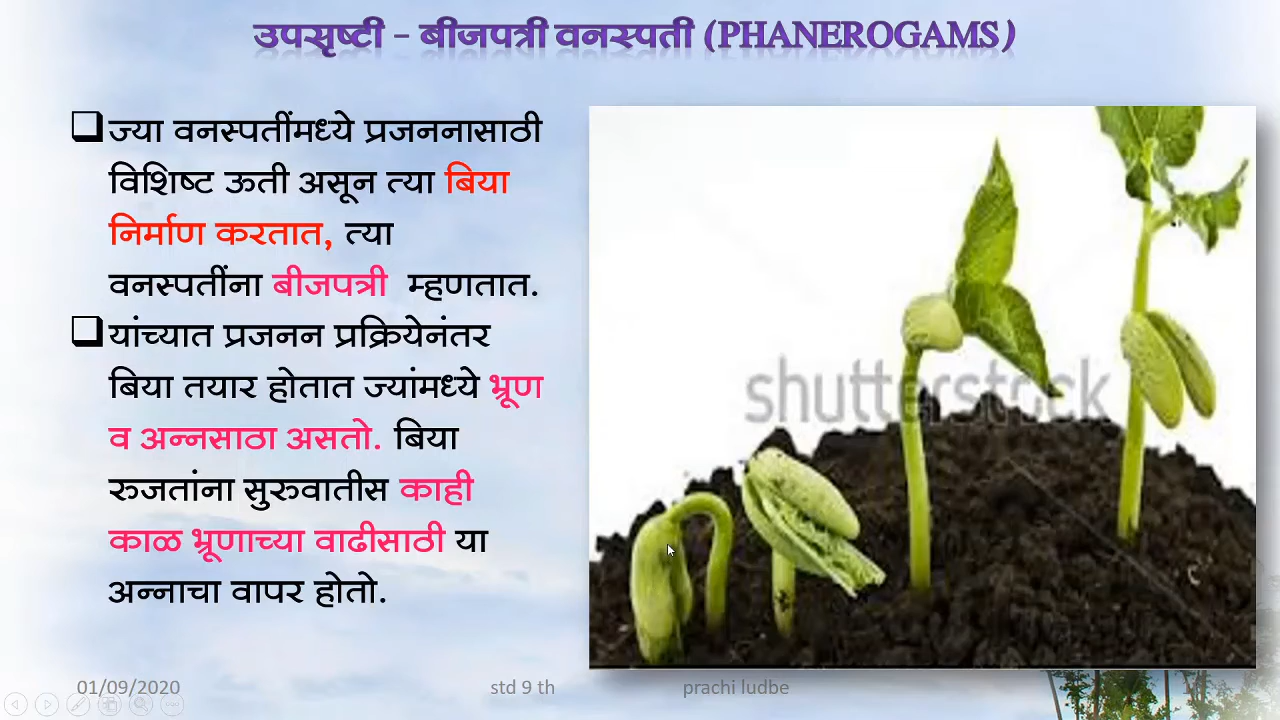 उपसृष्टी – बीजपत्री वनस्पती (PHANEROGAMS)
ज्या वनस्पतींमध्ये प्रजननासाठी
विशिष्ट ऊती असून त्या बिया
निर्माण करतात, त्या
वनस्पतींना बीजपत्री म्हणतात.
यांच्यात प्रजनन प्रक्रियेनंतर
बिया तयार होतात ज्यांमध्ये भ्रूण
व अन्नसाठा असतो. बिया
रुजतांना सुरुवातीस काही
काळ भ्रूणाच्या वाढीसाठी या
अन्नाचा वापर होतो.
shutterstock
01/09/2020 std 9 th prachi ludbe